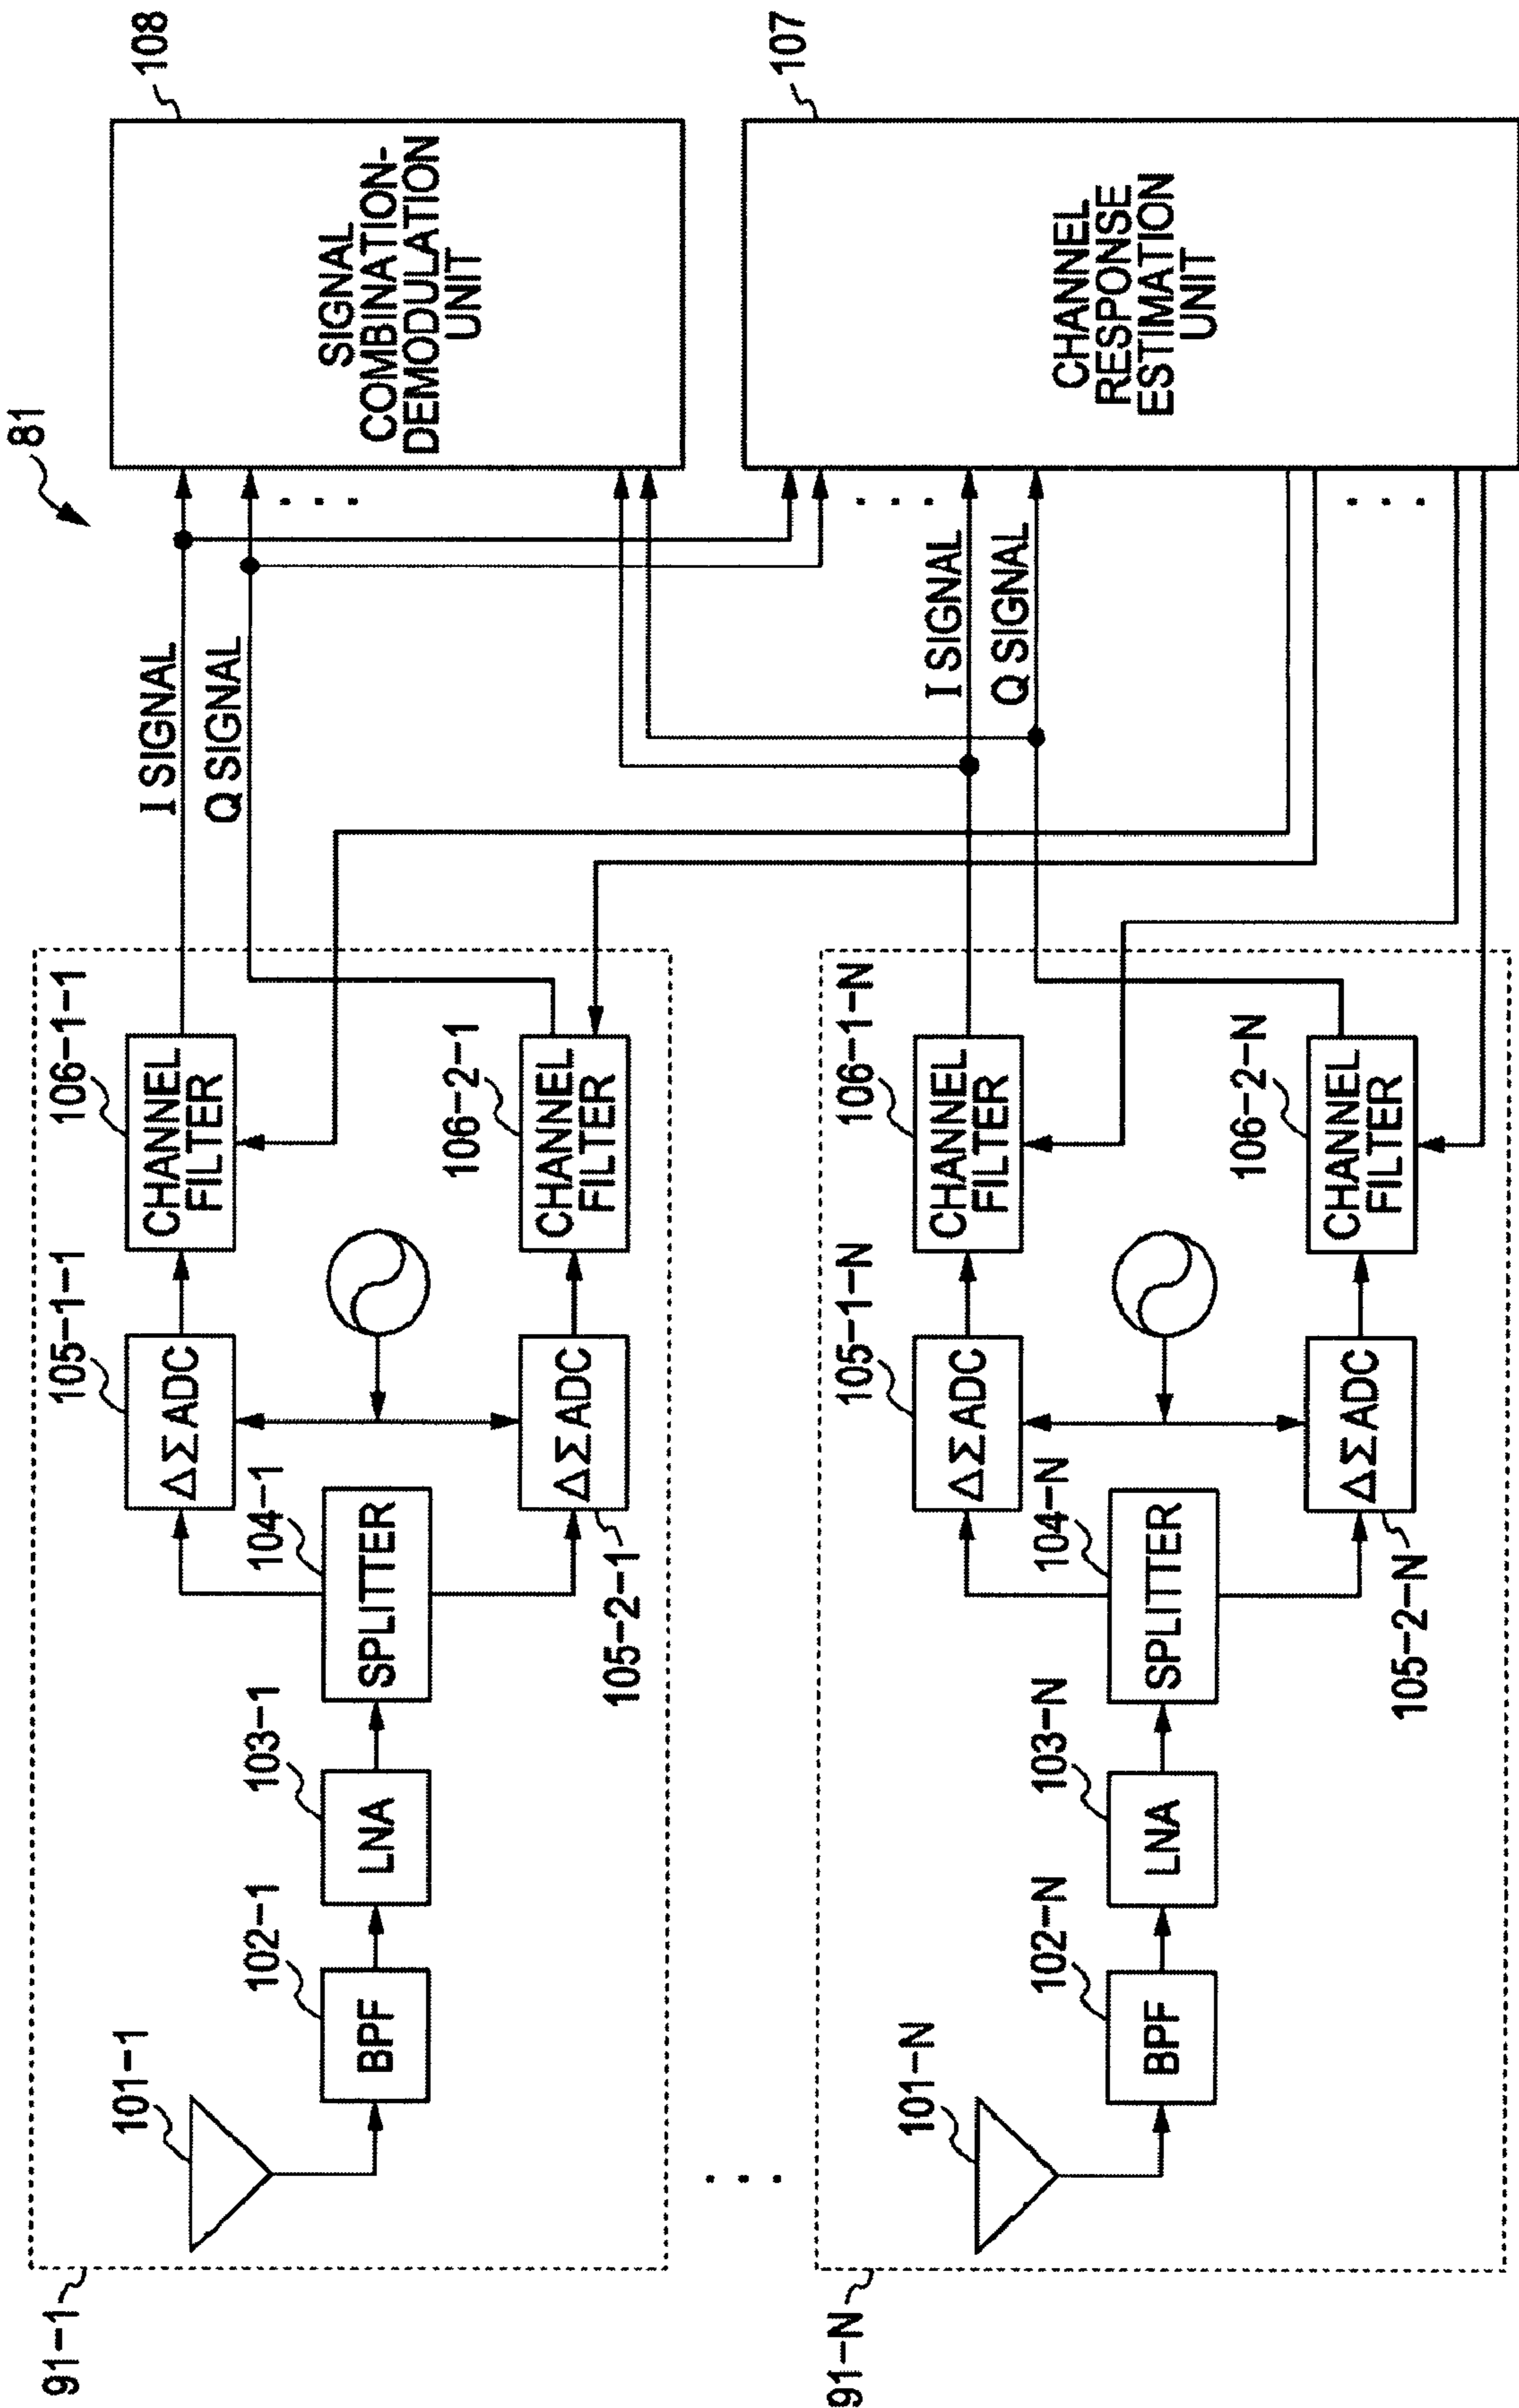 81
91-1
101-1
102-1
BPF
103-1
LNA
104-1
SPLITTER
105-1-1
ΔΣ ADC
105-2-1
ΔΣ ADC
106-1-1
CHANNEL
FILTER
106-2-1
CHANNEL
FILTER
I SIGNAL
Q SIGNAL
. . .
108
SIGNAL
COMBINATION-
DEMODULATION
UNIT
. . .
91-N
101-N
102-N
BPF
103-N
LNA
104-N
SPLITTER
105-1-N
ΔΣ ADC
105-2-N
ΔΣ ADC
106-1-N
CHANNEL
FILTER
106-2-N
CHANNEL
FILTER
I SIGNAL
Q SIGNAL
. . .
. . .
107
CHANNEL
RESPONSE
ESTIMATION
UNIT